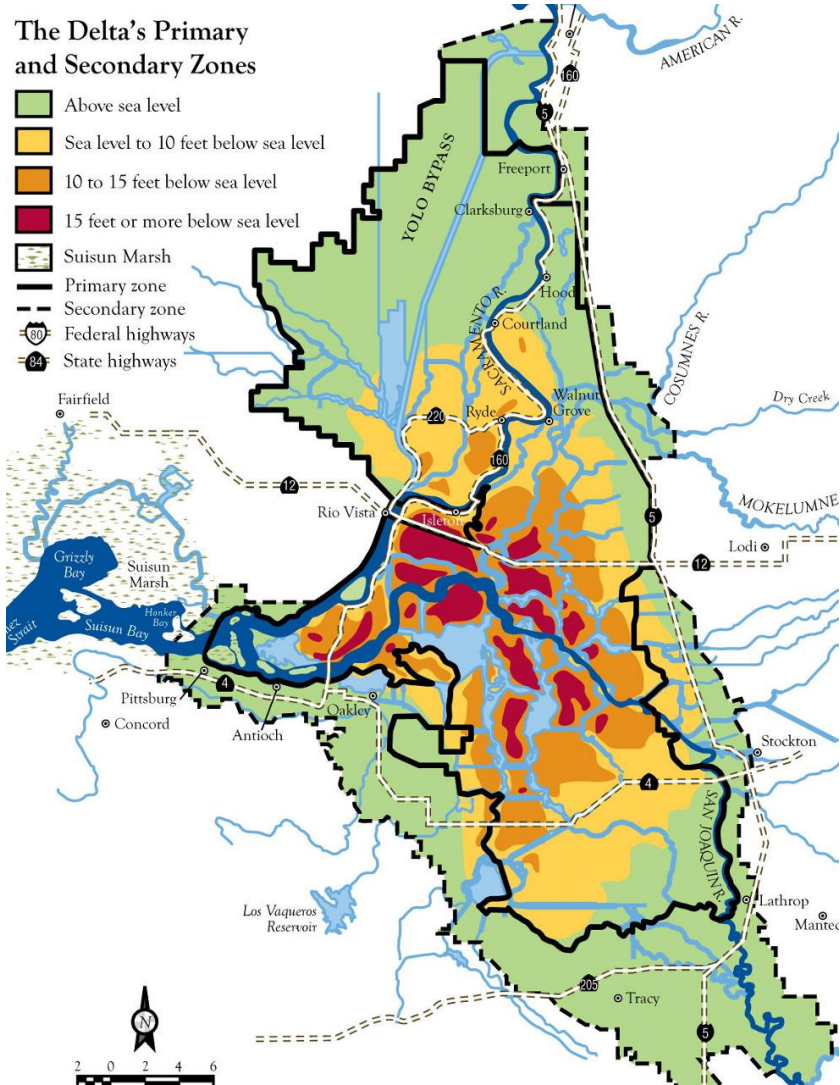 The Delta's Primary
and Secondary Zones
Above sea level
Sea level to 10 feet below sea level
10 to 15 feet below sea level
15 feet or more below sea level
Suisun Marsh
Primary zone
Secondary zone
80 Federal highways
84 State highways
AMERICAN R.
160
5
Freeport
YOLO BYPASS
Clarksburg
Hood
SACRAMENTO R.
Courtland
COSUMNES R.
Fairfield
Walnut
Grove
Ryde
220
Dry Creek
160
12
Rio Vista
Isleton
MOKELUMNE
5
Lodi
12
Grizzly
Bay
Suisun
Marsh
Honker
Bay
Suisun Bay
Strait
Pittsburg
4
Antioch
Oakley
Concord
Stockton
4
SAN JOAQUIN R.
Los Vaqueros
Reservoir
Lathrop
Mantec
205
Tracy
5
N
2 0 2 4 6